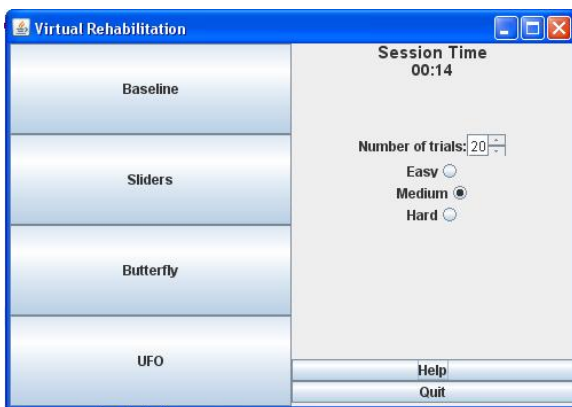 Virtual Rehabilitation
Baseline
Sliders
Butterfly
UFO
Session Time
00:14
Number of trials: 20
Easy
Medium
Hard
Help
Quit